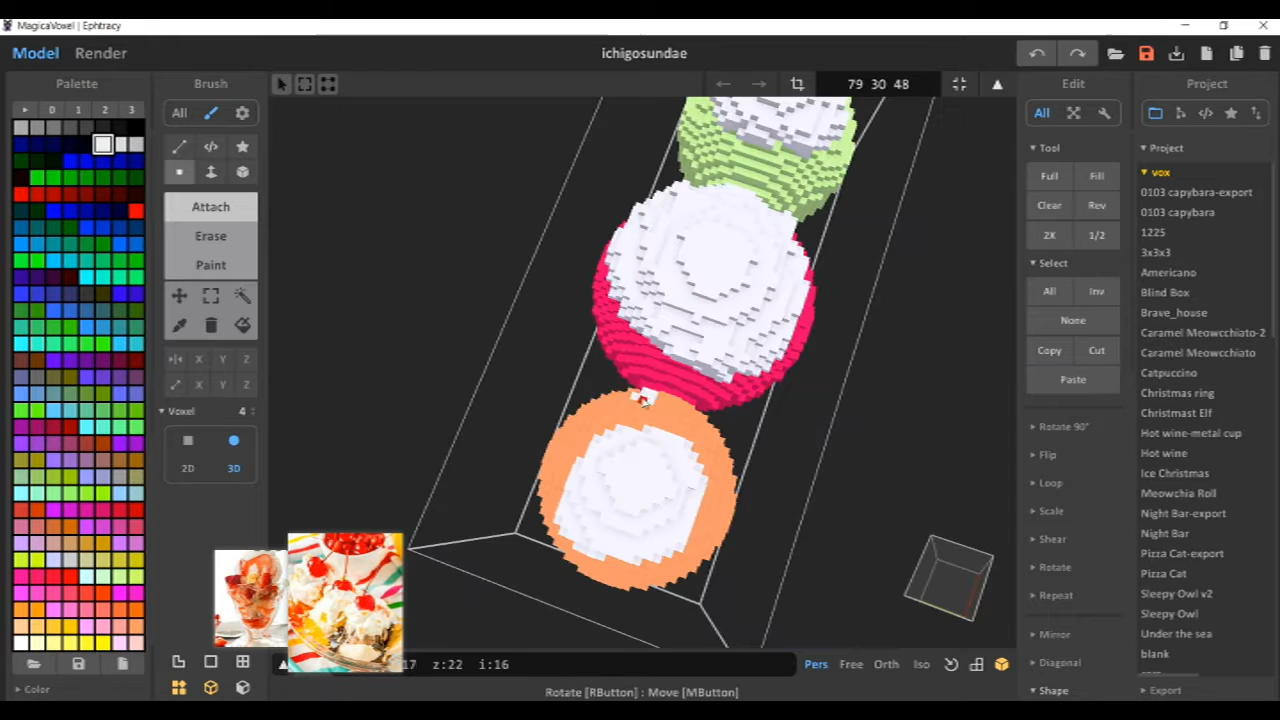 MagicaVoxel | Ephtracy
Model Render ichigosundae
Palette Brush 79 30 48 Edit Project
0 1 2 3 All All
Tool Project
Full Fill vox
0103 capybara-export
Attach Clear Rev 0103 capybara
Erase 2X 1/2 1225
3x3x3
Paint Select Americano
All Inv Blind Box
None Brave_house
Caramel Meowcchiato-2
Copy Cut Caramel Meowcchiato
X Y Z Paste Catpuccino
X Y Z Christmas ring
Voxel 4 Christmast Elf
Rotate 90° Hot wine-metal cup
Flip Hot wine
2D 3D Loop Ice Christmas
Meowchia Roll
Scale Night Bar-export
Shear Night Bar
Rotate Pizza Cat-export
Pizza Cat
Repeat Sleepy Owl v2
Sleepy Owl
Mirror Under the sea
17 z:22 i:16 Pers Free Orth Iso Diagonal blank
Color Rotate [RButton] : Move [MButton] Shape Export